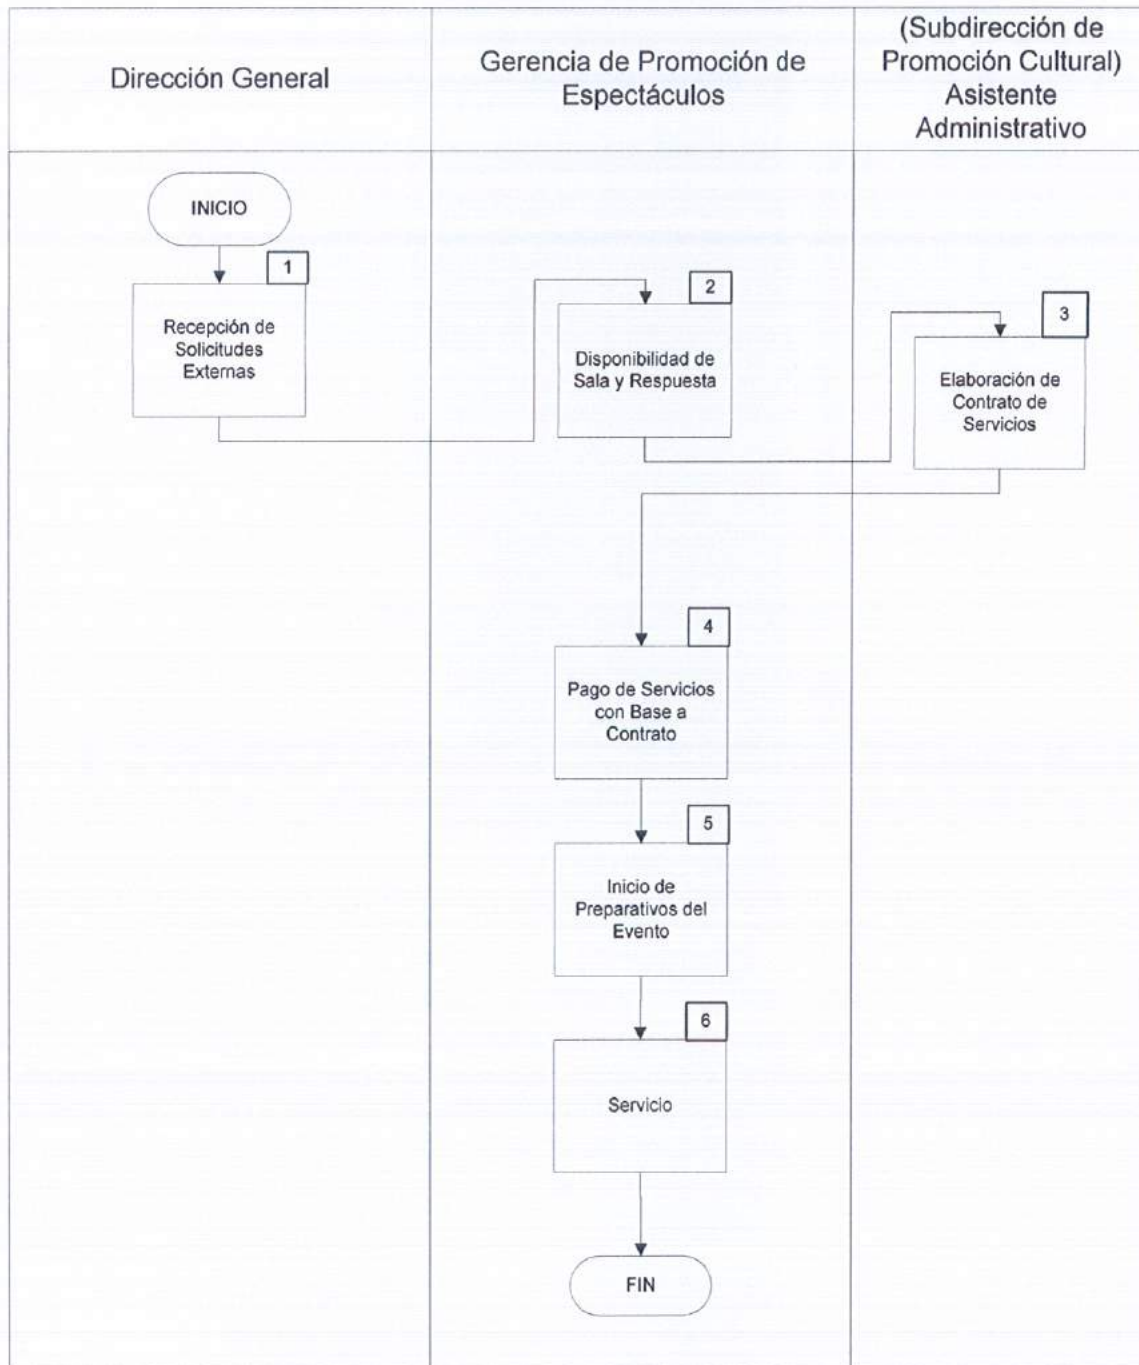 Dirección General
Gerencia de Promoción de
Espectáculos
(Subdirección de
Promoción Cultural)
Asistente
Administrativo
INICIO
1
Recepción de
Solicitudes
Externas
2
Disponibilidad de
Sala y Respuesta
3
Elaboración de
Contrato de
Servicios
4
Pago de Servicios
con Base a
Contrato
5
Inicio de
Preparativos del
Evento
6
Servicio
FIN